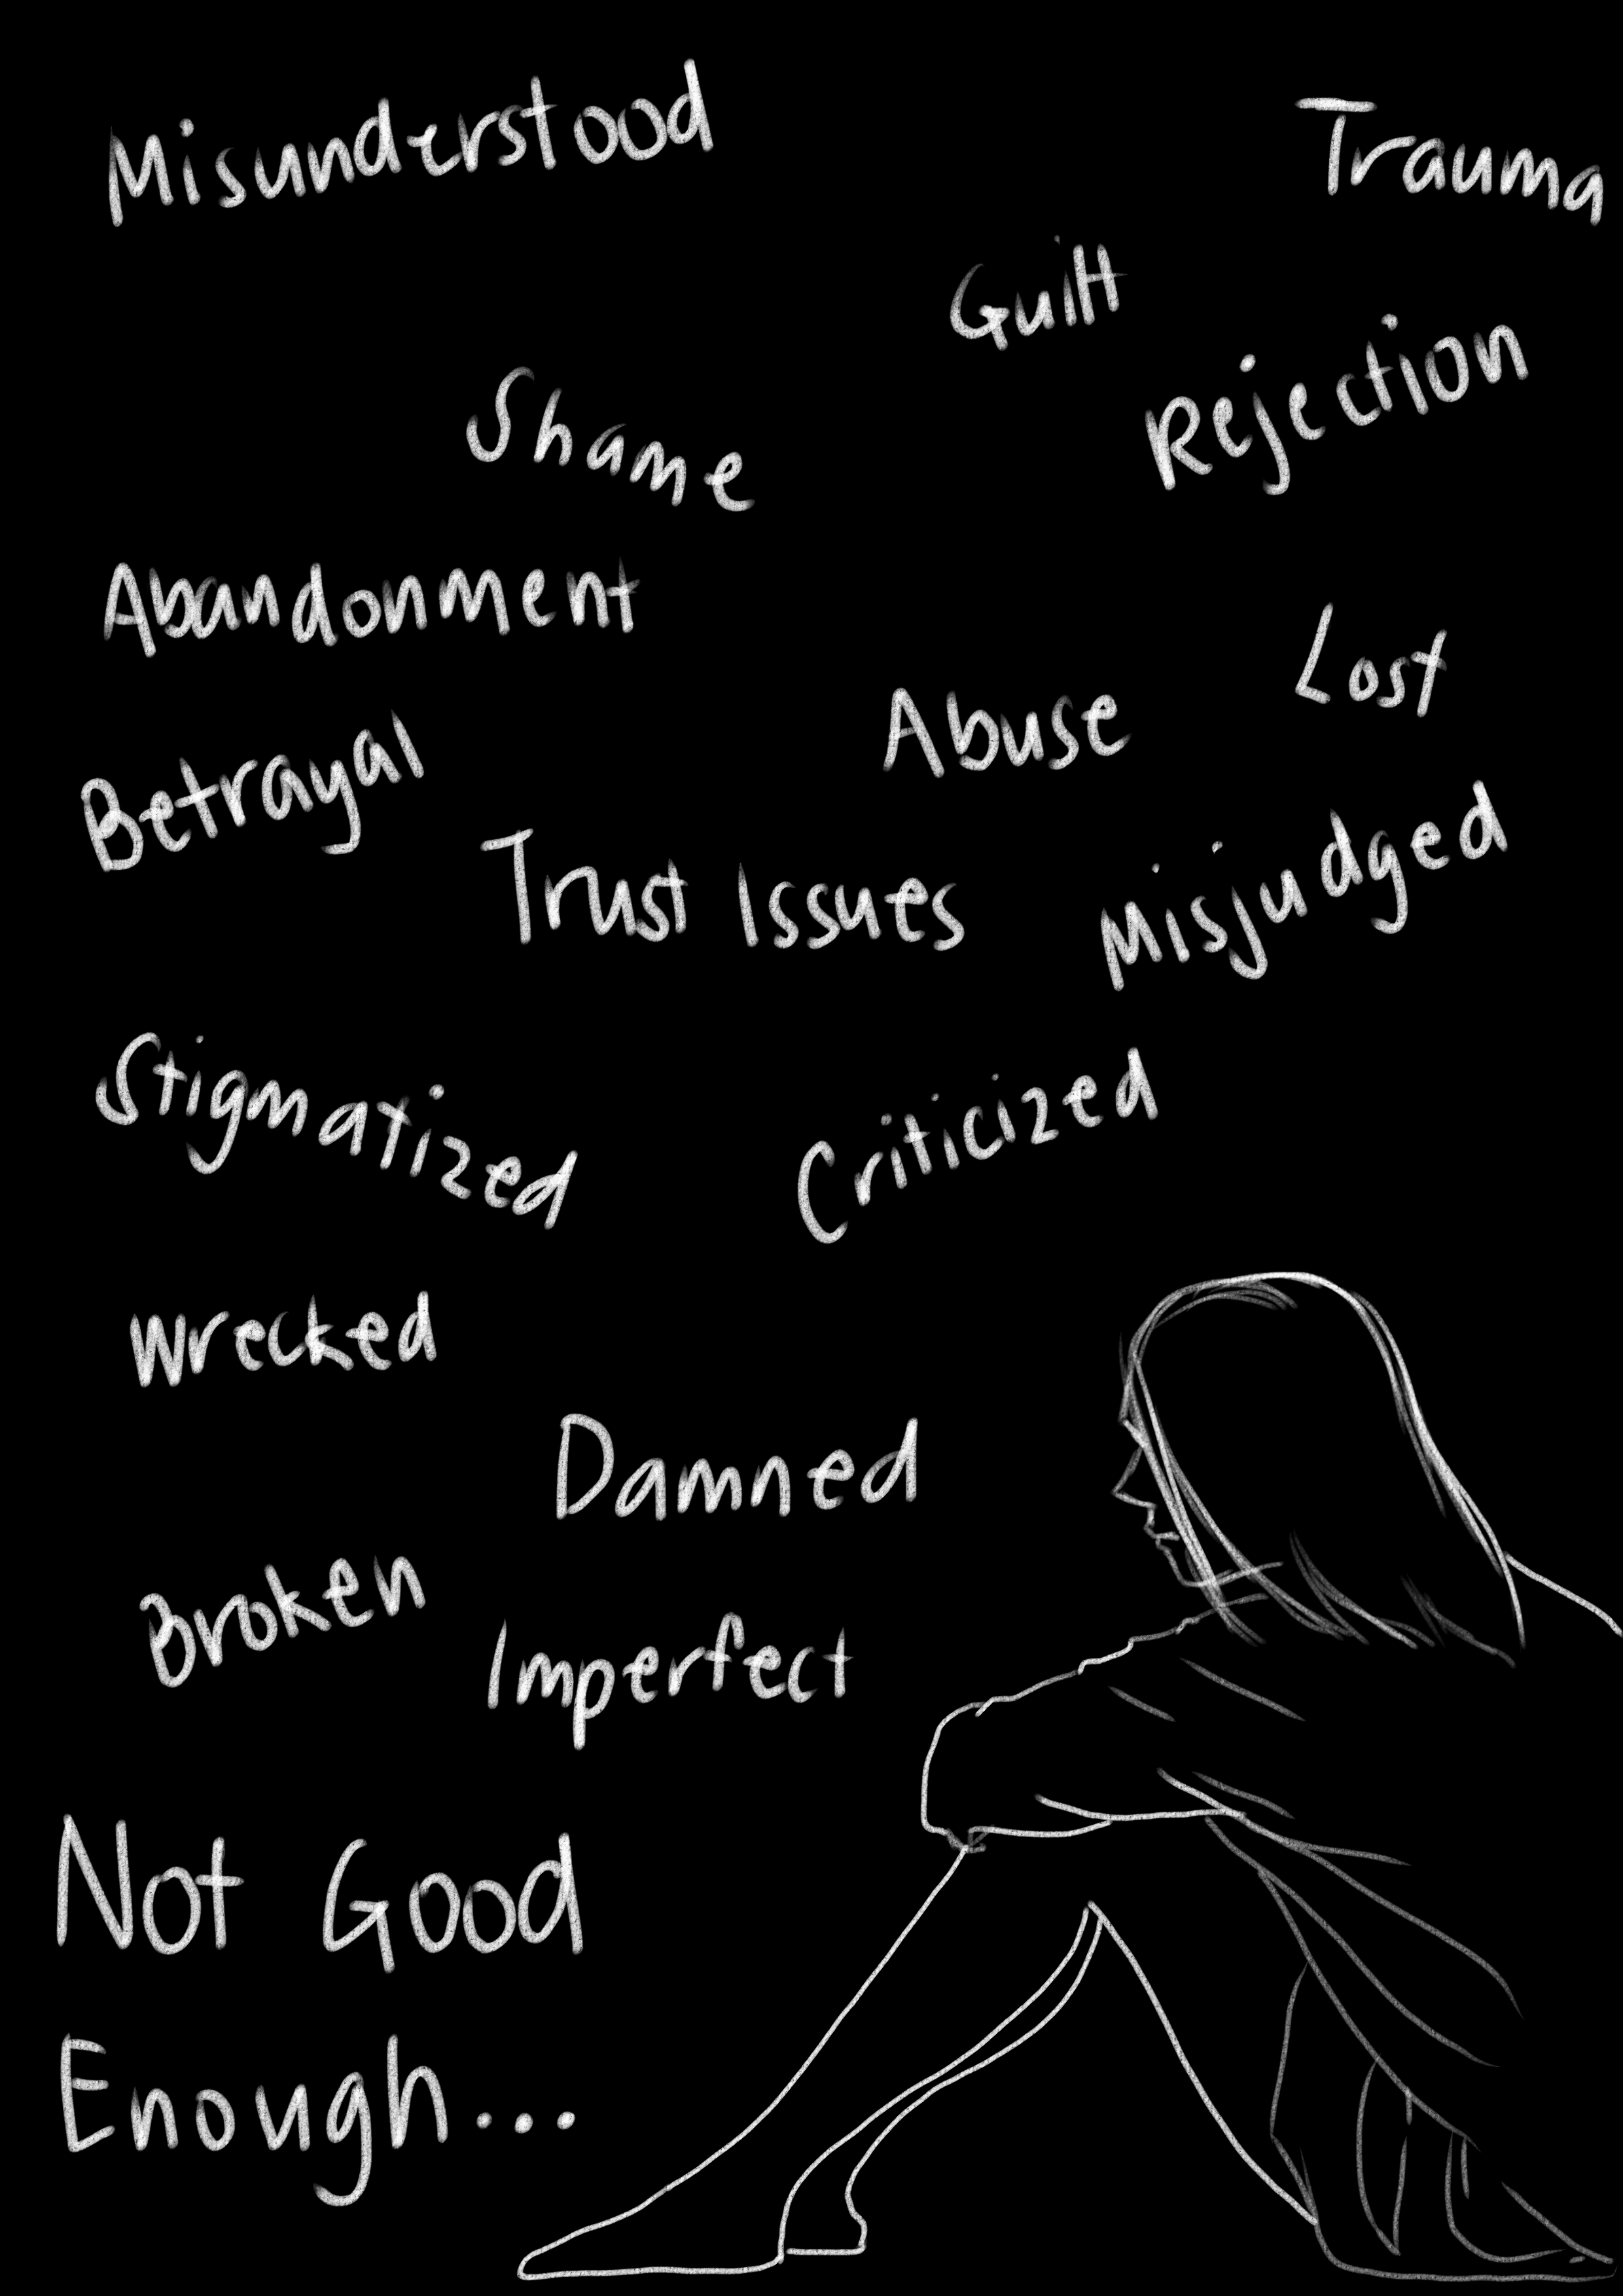 Misunderstood
Trauma
Guilt
Rejection
Shame
Abandonment
Lost
Abuse
Betrayal
Trust Issues
Misjudged
Stigmatized
Criticized
Wrecked
Damned
Broken
Imperfect
Not Good
Enough...